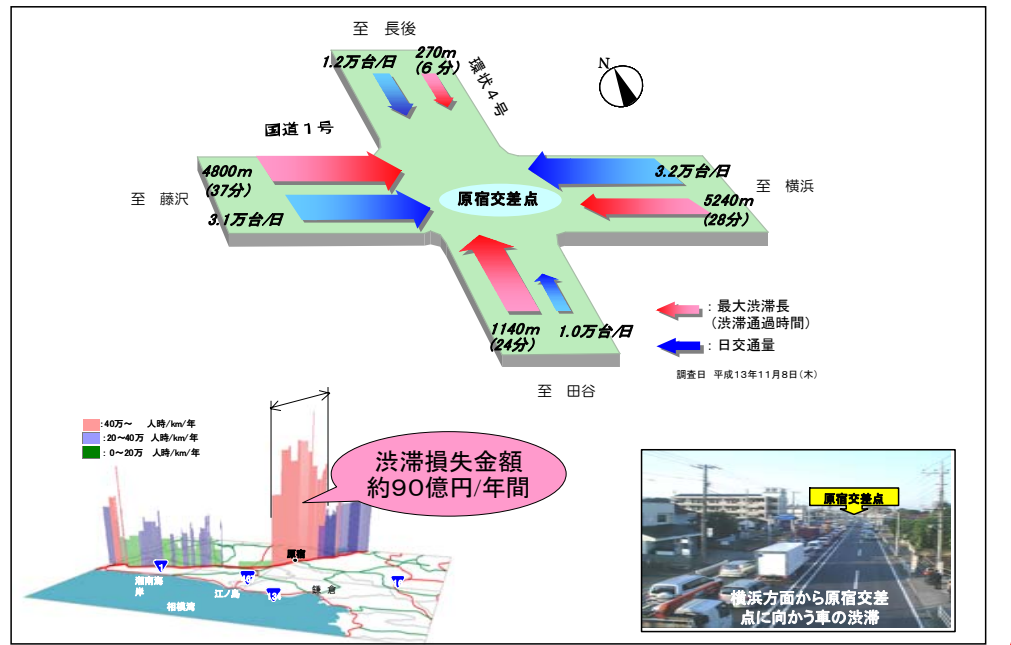 至　長後
1.2万台/日
270m
(6分)
環状4号
N
国道1号
4800m
(37分)
至　藤沢
3.1万台/日
原宿交差点
3.2万台/日
至　横浜
5240m
(28分)
1140m
(24分)
1.0万台/日
：最大渋滞長
(渋滞通過時間)
：日交通量
調査日　平成13年11月8日(木)
至　田谷
：40万～　人時/km/年
：20～40万 人時/km/年
：0～20万 人時/km/年
渋滞損失金額
約90億円/年間
原宿
1
湘南海
岸
江ノ島
134
鎌倉
相模湾
原宿交差点
横浜方面から原宿交差
点に向かう車の渋滞